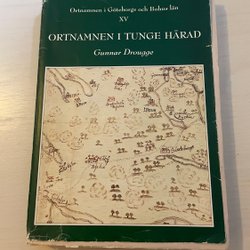 Ortnamnen i Göteborgs och Bohus län
XV
ORTNAMNEN I TUNGE HÄRAD
Gunnar Drougge